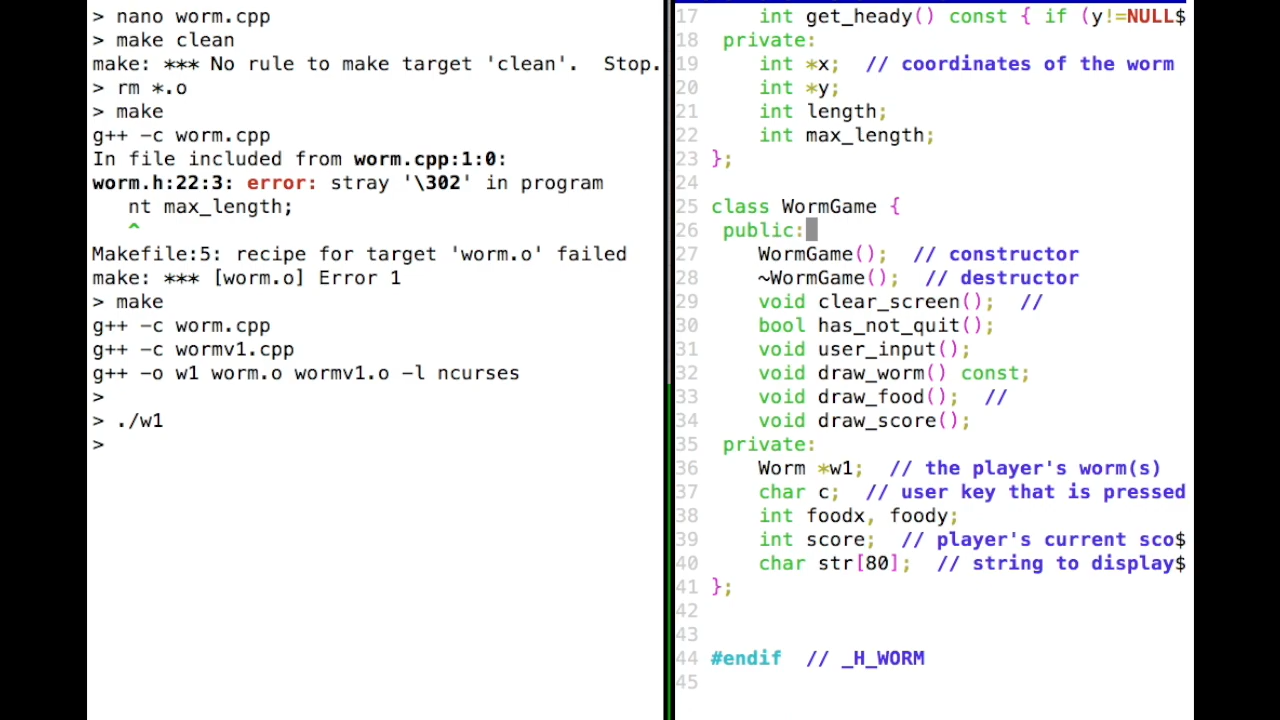 > nano worm.cpp
> make clean
make: *** No rule to make target 'clean'.  Stop.
> rm *.o
> make
g++ -c worm.cpp
In file included from worm.cpp:1:0:
worm.h:22:3: error: stray '\302' in program
   nt max_length;
   ^
Makefile:5: recipe for target 'worm.o' failed
make: *** [worm.o] Error 1
> make
g++ -c worm.cpp
g++ -c wormv1.cpp
g++ -o w1 worm.o wormv1.o -l ncurses
>
> ./w1
>
17     int get_heady() const { if (y!=NULL$
18  private:
19     int *x;  // coordinates of the worm
20     int *y;
21     int length;
22     int max_length;
23 };
24
25 class WormGame {
26  public:
27     WormGame();  // constructor
28     ~WormGame();  // destructor
29     void clear_screen();  //
30     bool has_not_quit();
31     void user_input();
32     void draw_worm() const;
33     void draw_food();  //
34     void draw_score();
35  private:
36     Worm *w1;  // the player's worm(s)
37     char c;  // user key that is pressed
38     int foodx, foody;
39     int score;  // player's current sco$
40     char str[80];  // string to display$
41 };
42
43
44 #endif  // _H_WORM
45